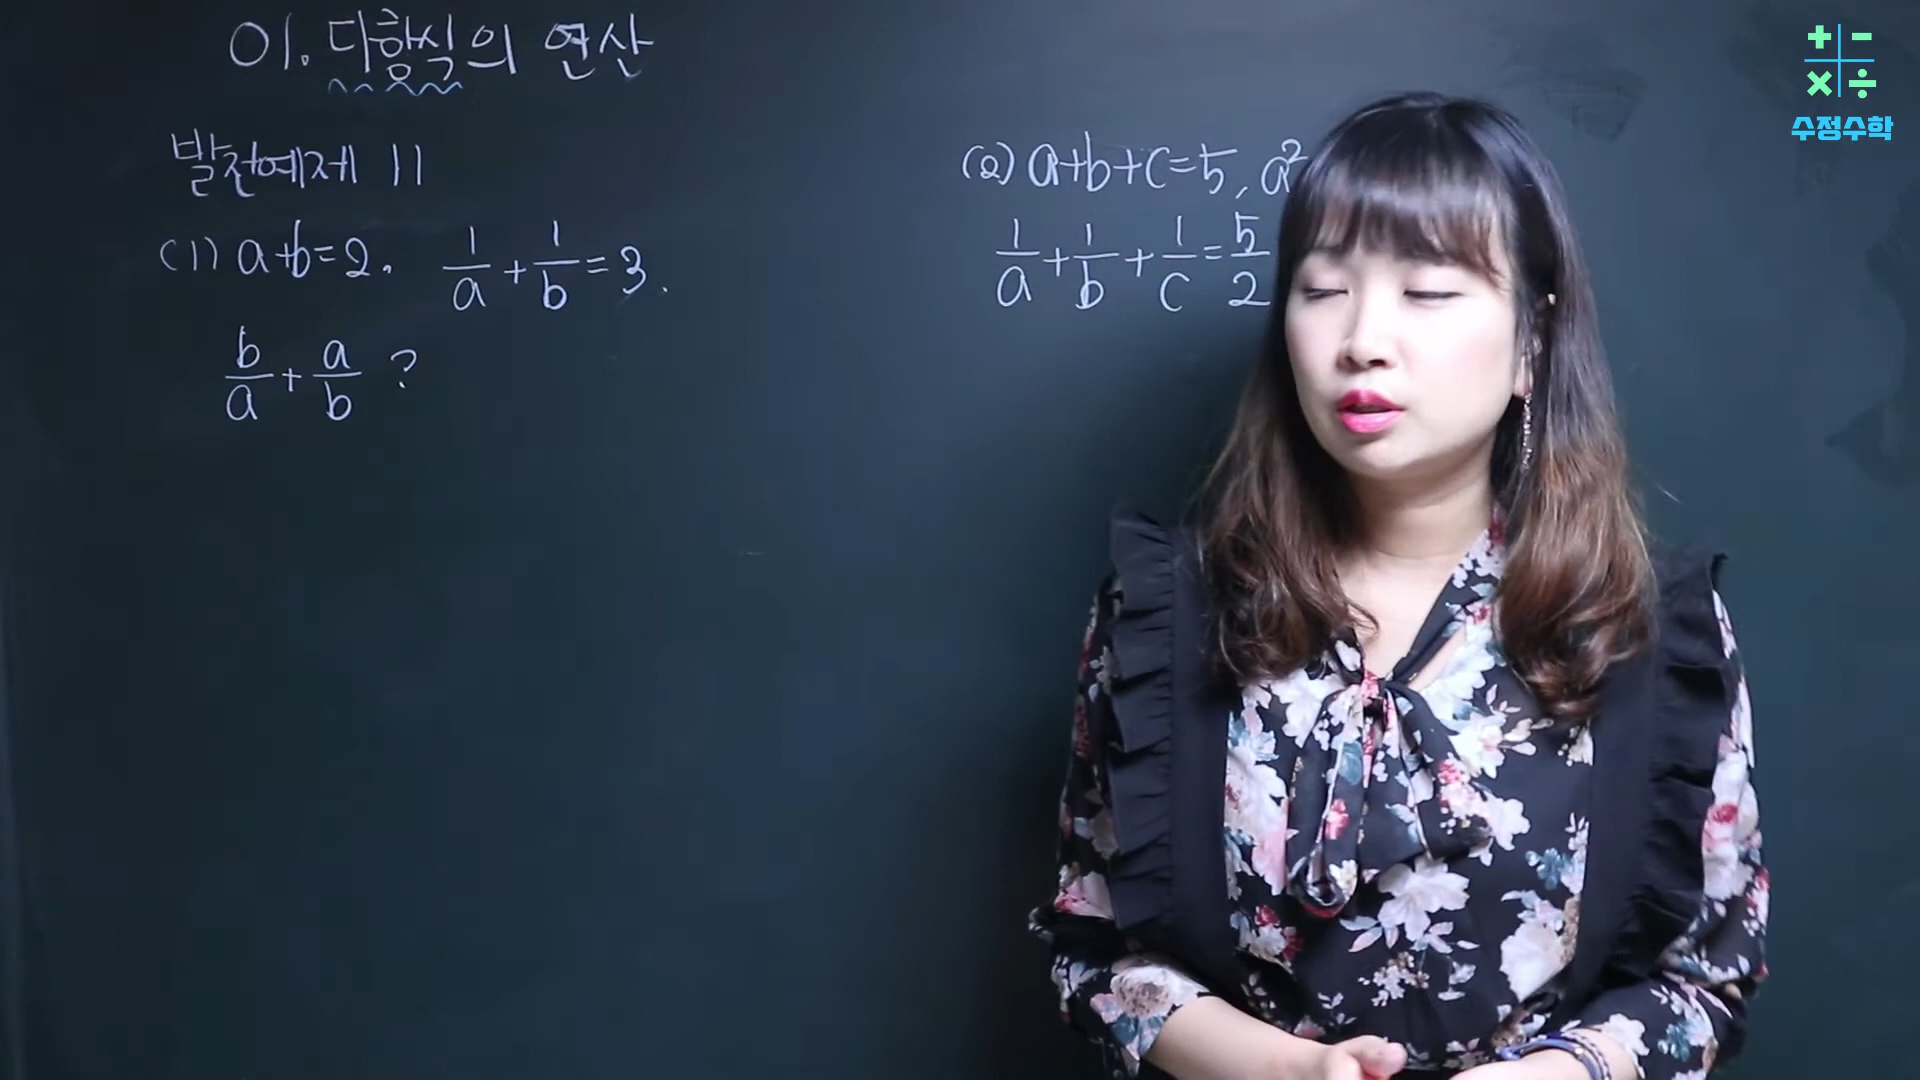 01. 다항식의 연산
발전예제 11
(1) a+b=2. 1/a + 1/b = 3.
b/a + a/b ?
(2) a+b+c=5, a²
1/a + 1/b + 1/c = 5/2
+ - × ÷
수정수학